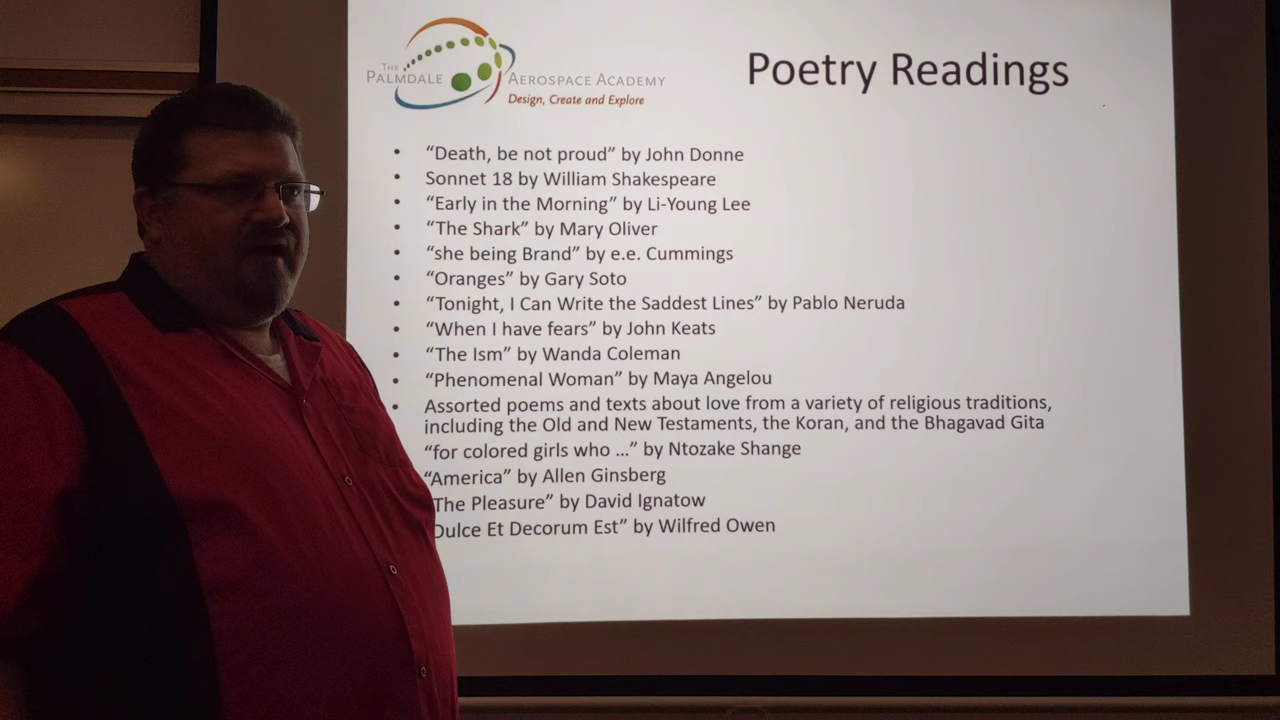 THE
PALMDALE AEROSPACE ACADEMY
Design, Create and Explore
Poetry Readings
• “Death, be not proud” by John Donne
• Sonnet 18 by William Shakespeare
• “Early in the Morning” by Li-Young Lee
• “The Shark” by Mary Oliver
• “she being Brand” by e.e. Cummings
• “Oranges” by Gary Soto
• “Tonight, I Can Write the Saddest Lines” by Pablo Neruda
• “When I have fears” by John Keats
• “The Ism” by Wanda Coleman
• “Phenomenal Woman” by Maya Angelou
• Assorted poems and texts about love from a variety of religious traditions,
including the Old and New Testaments, the Koran, and the Bhagavad Gita
“for colored girls who …” by Ntozake Shange
“America” by Allen Ginsberg
The Pleasure” by David Ignatow
Dulce Et Decorum Est” by Wilfred Owen